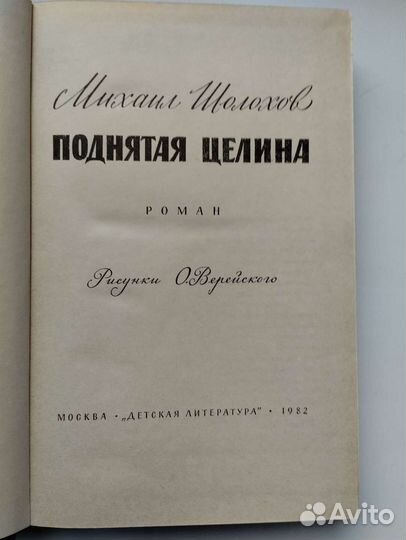 Михаил Шолохов
ПОДНЯТАЯ ЦЕЛИНА
РОМАН
Рисунки О.Верейского
МОСКВА · „ДЕТСКАЯ ЛИТЕРАТУРА" · 1982
Avito